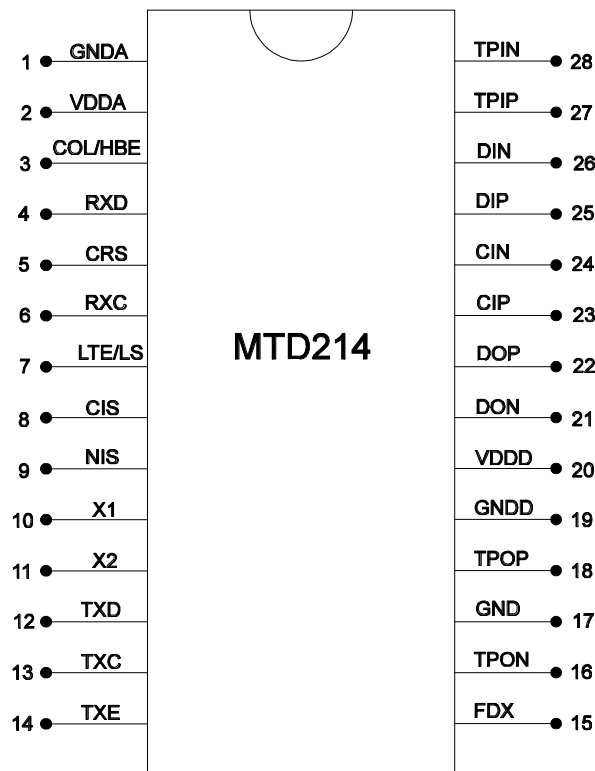 1 GNDA TPIN 28
2 VDDA TPIP 27
3 COL/HBE DIN 26
4 RXD DIP 25
5 CRS CIN 24
6 RXC CIP 23
MTD214
7 LTE/LS DOP 22
8 CIS DON 21
9 NIS VDDD 20
10 X1 GNDD 19
11 X2 TPOP 18
12 TXD GND 17
13 TXC TPON 16
14 TXE FDX 15